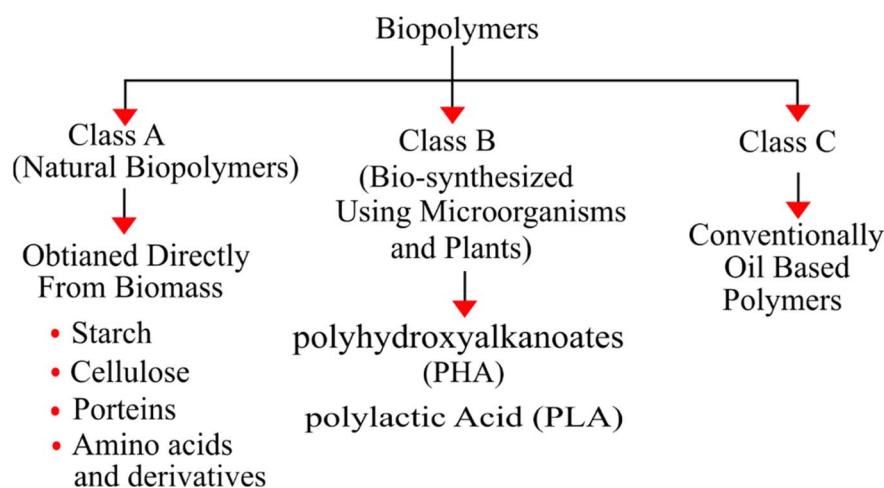 Biopolymers
Class A
(Natural Biopolymers)
Obtianed Directly
From Biomass
• Starch
• Cellulose
• Porteins
• Amino acids
and derivatives
Class B
(Bio-synthesized
Using Microorganisms
and Plants)
polyhydroxyalkanoates
(PHA)
polylactic Acid (PLA)
Class C
Conventionally
Oil Based
Polymers